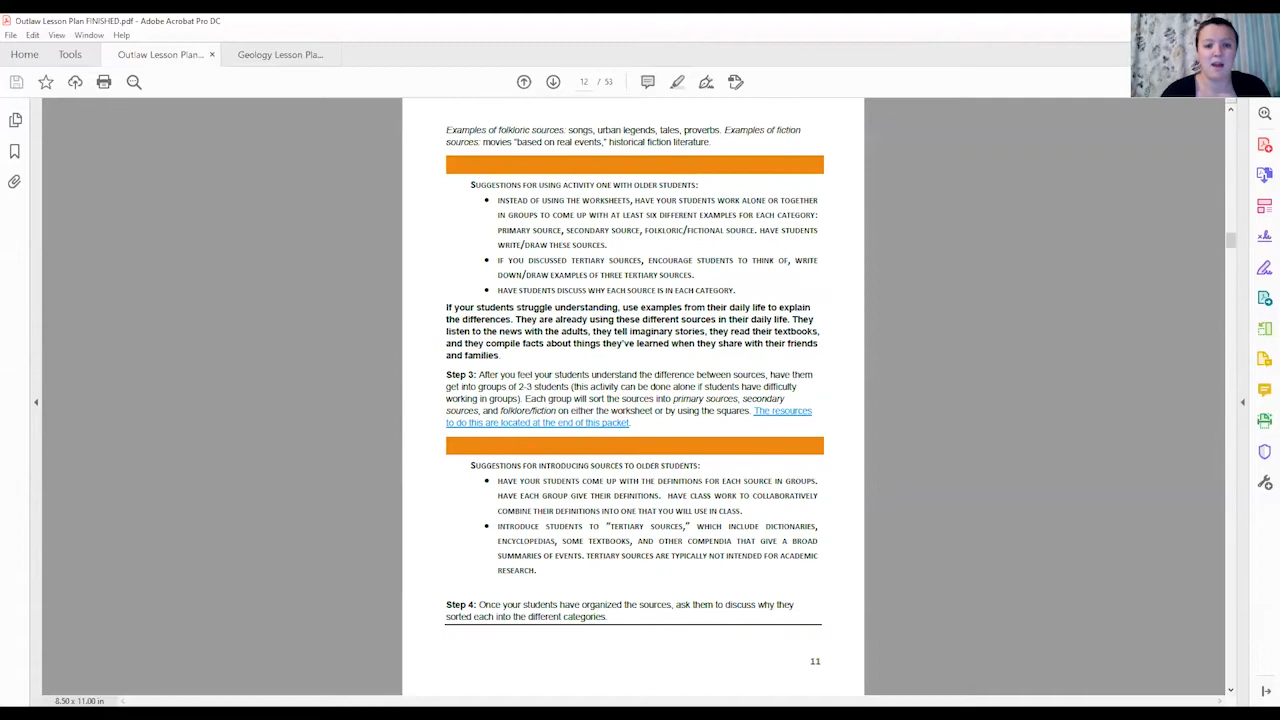 Outlaw Lesson Plan FINISHED.pdf - Adobe Acrobat Pro DC
File Edit View Window Help
Home Tools Outlaw Lesson Plan... × Geology Lesson Pla...
12 / 53
Examples of folkloric sources: songs, urban legends, tales, proverbs. Examples of fiction
sources: movies "based on real events," historical fiction literature.
SUGGESTIONS FOR USING ACTIVITY ONE WITH OLDER STUDENTS:
• INSTEAD OF USING THE WORKSHEETS, HAVE YOUR STUDENTS WORK ALONE OR TOGETHER
IN GROUPS TO COME UP WITH AT LEAST SIX DIFFERENT EXAMPLES FOR EACH CATEGORY:
PRIMARY SOURCE, SECONDARY SOURCE, FOLKLORIC/FICTIONAL SOURCE. HAVE STUDENTS
WRITE/DRAW THESE SOURCES.
• IF YOU DISCUSSED TERTIARY SOURCES, ENCOURAGE STUDENTS TO THINK OF, WRITE
DOWN/DRAW EXAMPLES OF THREE TERTIARY SOURCES.
• HAVE STUDENTS DISCUSS WHY EACH SOURCE IS IN EACH CATEGORY.
If your students struggle understanding, use examples from their daily life to explain
the differences. They are already using these different sources in their daily life. They
listen to the news with the adults, they tell imaginary stories, they read their textbooks,
and they compile facts about things they've learned when they share with their friends
and families.
Step 3: After you feel your students understand the difference between sources, have them
get into groups of 2-3 students (this activity can be done alone if students have difficulty
working in groups). Each group will sort the sources into primary sources, secondary
sources, and folklore/fiction on either the worksheet or by using the squares. The resources
to do this are located at the end of this packet.
SUGGESTIONS FOR INTRODUCING SOURCES TO OLDER STUDENTS:
• HAVE YOUR STUDENTS COME UP WITH THE DEFINITIONS FOR EACH SOURCE IN GROUPS.
HAVE EACH GROUP GIVE THEIR DEFINITIONS. HAVE CLASS WORK TO COLLABORATIVELY
COMBINE THEIR DEFINITIONS INTO ONE THAT YOU WILL USE IN CLASS.
• INTRODUCE STUDENTS TO "TERTIARY SOURCES," WHICH INCLUDE DICTIONARIES,
ENCYCLOPEDIAS, SOME TEXTBOOKS, AND OTHER COMPENDIA THAT GIVE A BROAD
SUMMARIES OF EVENTS. TERTIARY SOURCES ARE TYPICALLY NOT INTENDED FOR ACADEMIC
RESEARCH.
Step 4: Once your students have organized the sources, ask them to discuss why they
sorted each into the different categories.
11
8.50 x 11.00 in